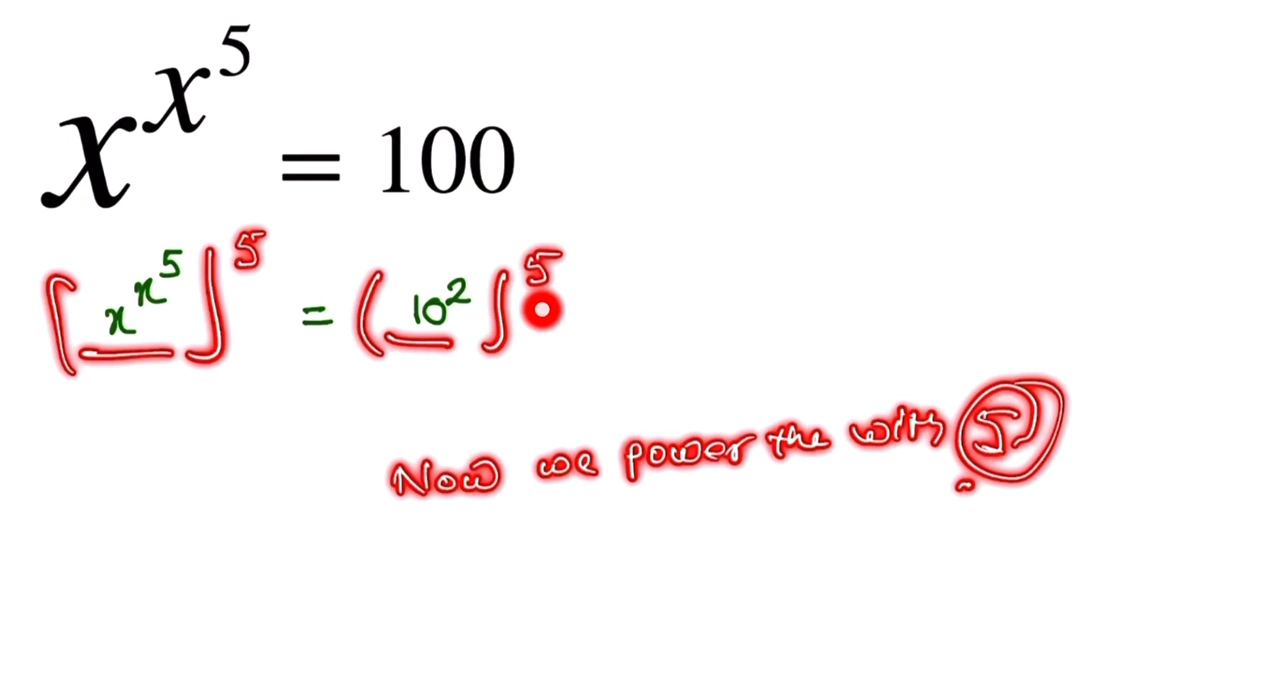 x^{x^5} = 100
[x^{x^5}]^5 = (10^2)^5
Now we power the with 5